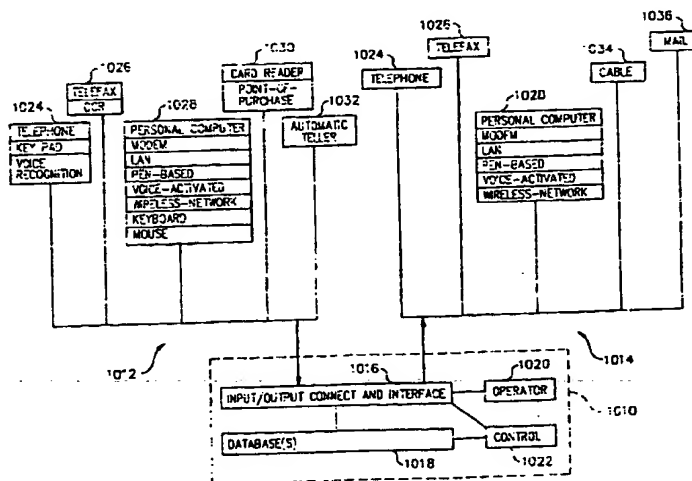 1030
1026
1036
1026
CARD READER
1024
TELEFAX
1034
MAIL
1024
TELEFAX
OCR
1028
POINT-OF-
PURCHASE
1032
TELEPHONE
CABLE
TELEPHONE
KEY PAD
VOICE
RECOGNITION
PERSONAL COMPUTER
MODEM
LAN
PEN-BASED
VOICE-ACTIVATED
WIRELESS-NETWORK
KEYBOARD
MOUSE
AUTOMATIC
TELLER
PERSONAL COMPUTER
MODEM
LAN
PEN-BASED
VOICE-ACTIVATED
WIRELESS-NETWORK
1012
1014
1016
1020
INPUT/OUTPUT CONNECT AND INTERFACE
OPERATOR
1010
DATABASE(S)
CONTROL
1018
1022